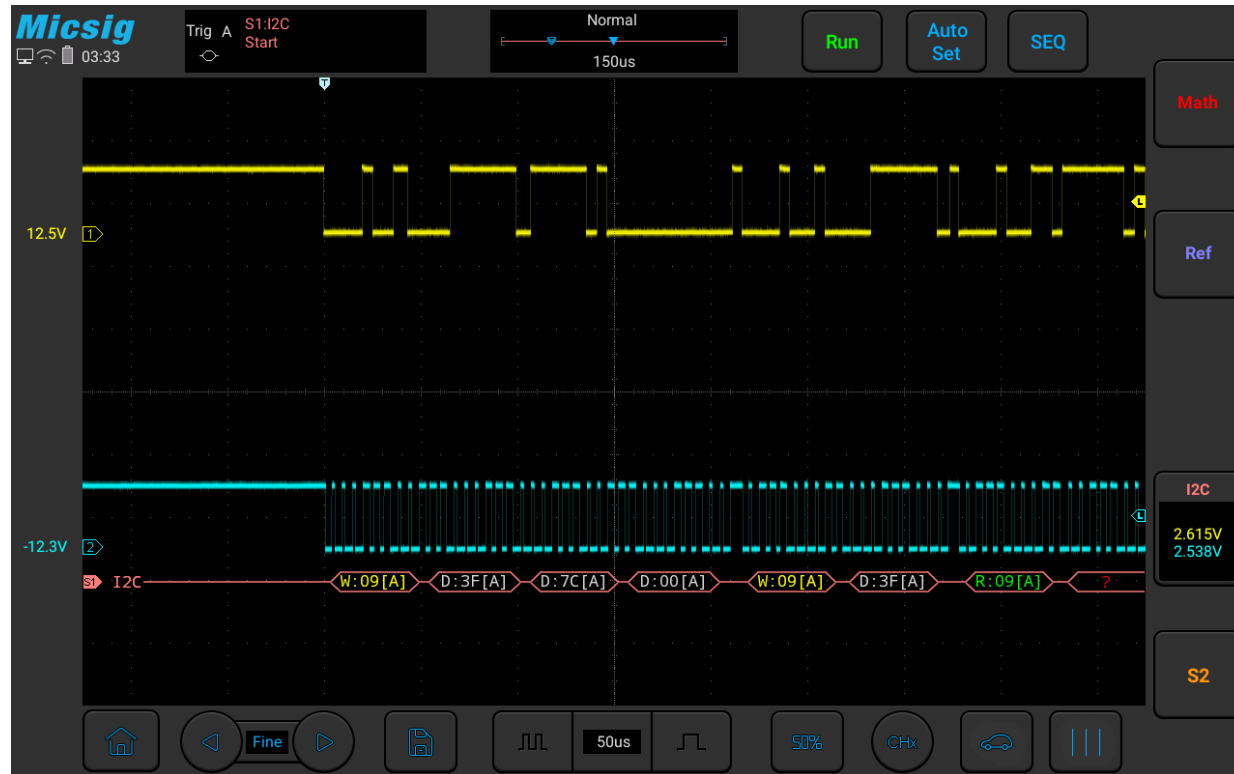 Micsig
03:33
Trig A S1:I2C
Start
Normal
150us
Run
Auto
Set
SEQ
T
Math
L
12.5V 1
Ref
I2C
L
2.615V
-12.3V 2
2.538V
S1 I2C W:09[A] D:3F[A] D:7C[A] D:00[A] W:09[A] D:3F[A] R:09[A] ?
S2
Fine
50us
50%
CHx